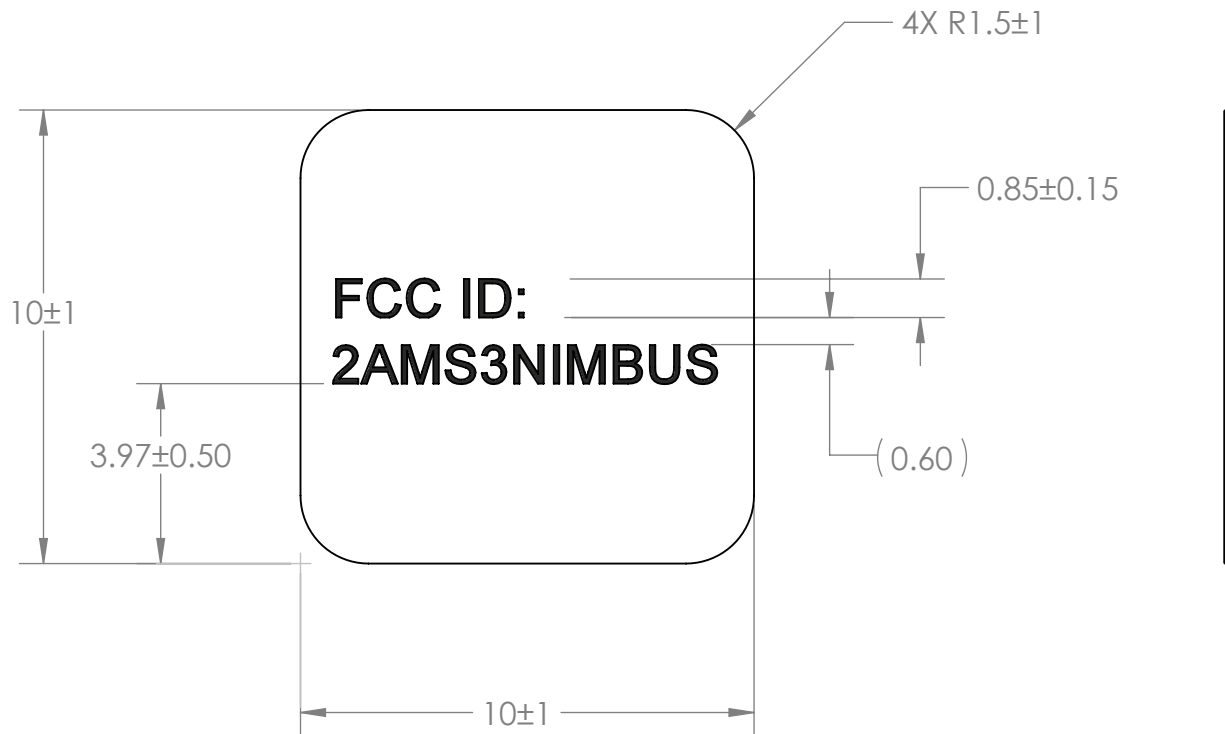 4X R1.5±1
0.85±0.15
10±1
FCC ID:
2AMS3NIMBUS
3.97±0.50
(0.60)
10±1